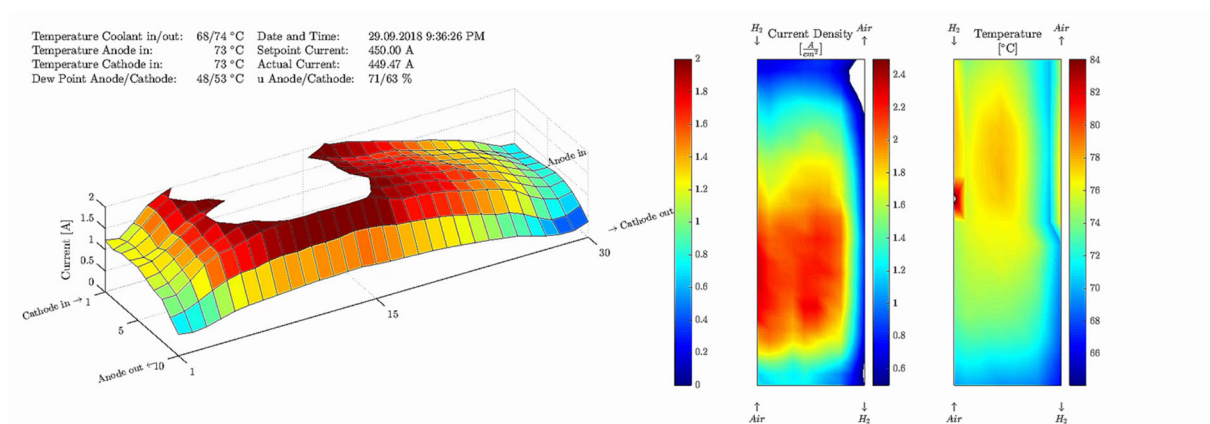 Temperature Coolant in/out: 68/74 °C Date and Time: 29.09.2018 9:36:26 PM
Temperature Anode in: 73 °C Setpoint Current: 450.00 A
Temperature Cathode in: 73 °C Actual Current: 449.47 A
Dew Point Anode/Cathode: 48/53 °C u Anode/Cathode: 71/63 %
2
1.5
1
0.5
0
Current [A]
Cathode in →
1
5
10
Anode out ←
1
15
30
→ Cathode out
Anode in
2
1.8
1.6
1.4
1.2
1
0.8
0.6
0.4
0.2
0
H₂ Current Density Air
↓ [A/cm²] ↑
2.4
2.2
2
1.8
1.6
1.4
1.2
1
0.8
0.6
↑ ↓
Air H₂
H₂ Temperature Air
↓ [°C] ↑
84
82
80
78
76
74
72
70
68
66
↑ ↓
Air H₂